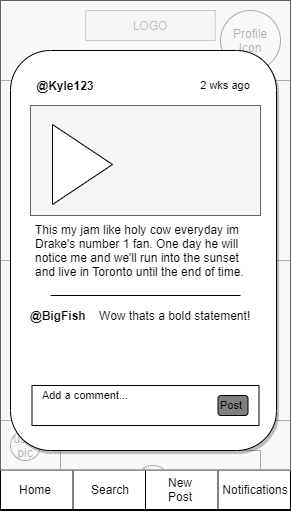 LOGO
Profile
Icon
@Kyle123 2 wks ago
This my jam like holy cow everyday im
Drake's number 1 fan. One day he will
notice me and we'll run into the sunset
and live in Toronto until the end of time.
@BigFish Wow thats a bold statement!
Add a comment...
Post
pic
Home
Search
New
Post
Notifications